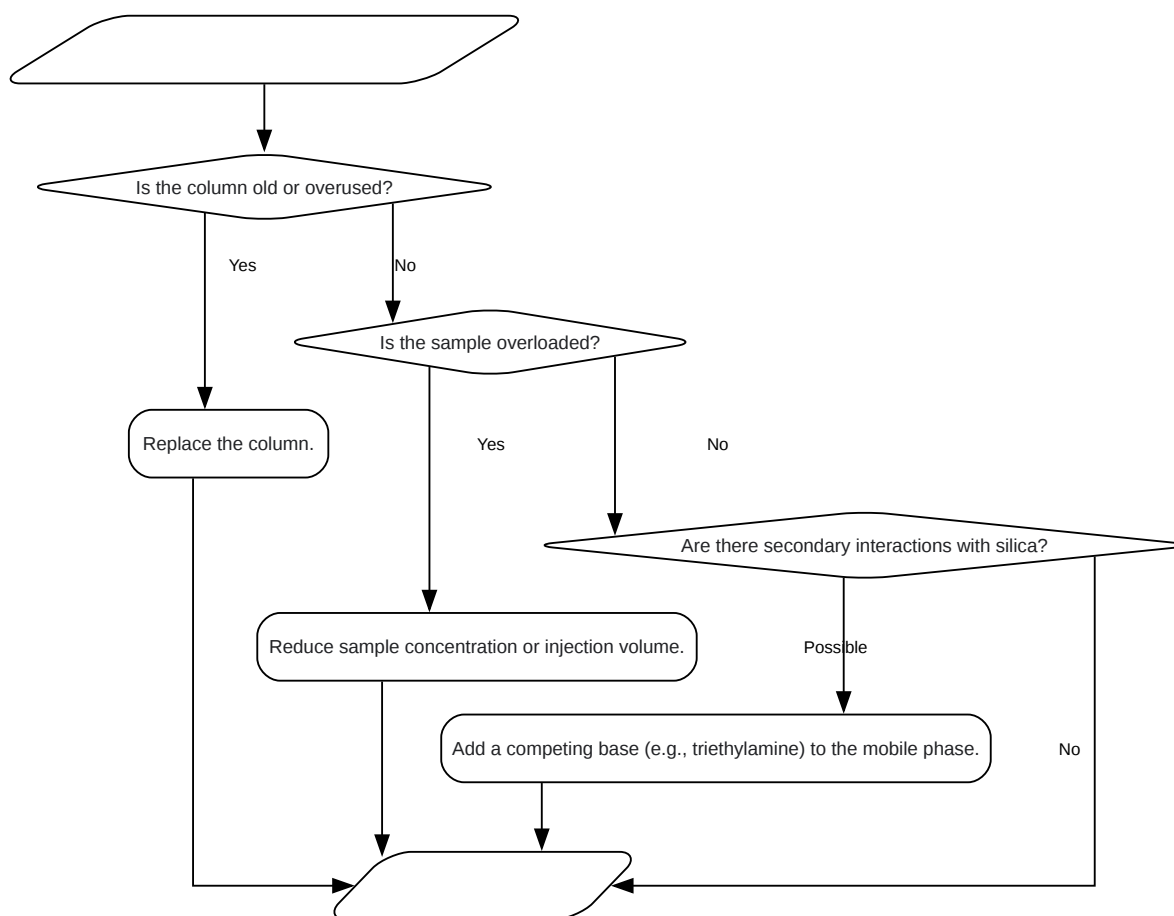 Is the column old or overused?
Yes
No
Is the sample overloaded?
Replace the column.
Yes
No
Are there secondary interactions with silica?
Reduce sample concentration or injection volume.
Possible
Add a competing base (e.g., triethylamine) to the mobile phase.
No